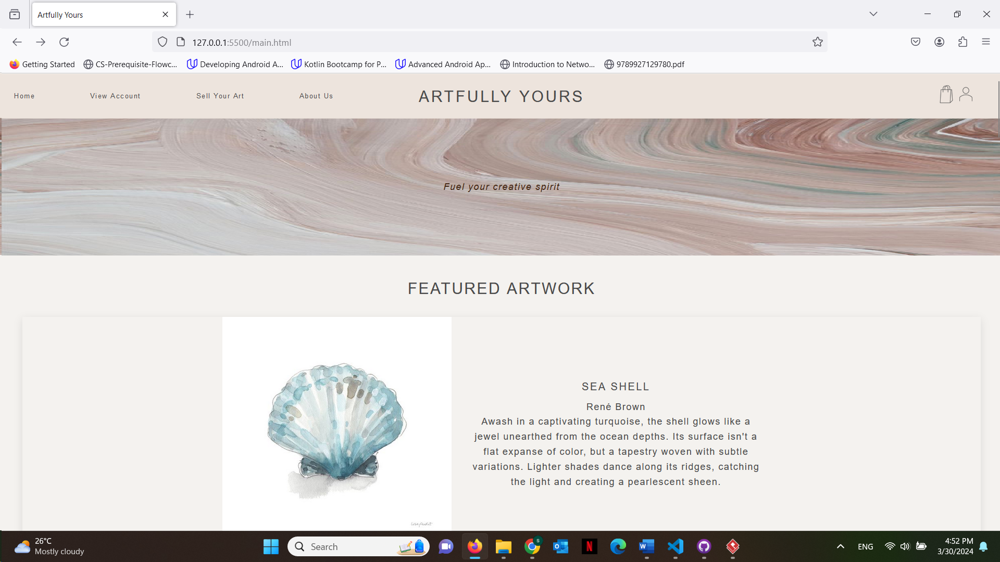 Artfully Yours
127.0.0.1:5500/main.html
Getting Started CS-Prerequisite-Flowc... Developing Android A... Kotlin Bootcamp for P... Advanced Android Ap... Introduction to Netwo... 9789927129780.pdf
Home View Account Sell Your Art About Us ARTFULLY YOURS
Fuel your creative spirit
FEATURED ARTWORK
SEA SHELL
René Brown
Awash in a captivating turquoise, the shell glows like a
jewel unearthed from the ocean depths. Its surface isn't a
flat expanse of color, but a tapestry woven with subtle
variations. Lighter shades dance along its ridges, catching
the light and creating a pearlescent sheen.
Lisa Audit
26°C
Mostly cloudy
Search
ENG
4:52 PM
3/30/2024